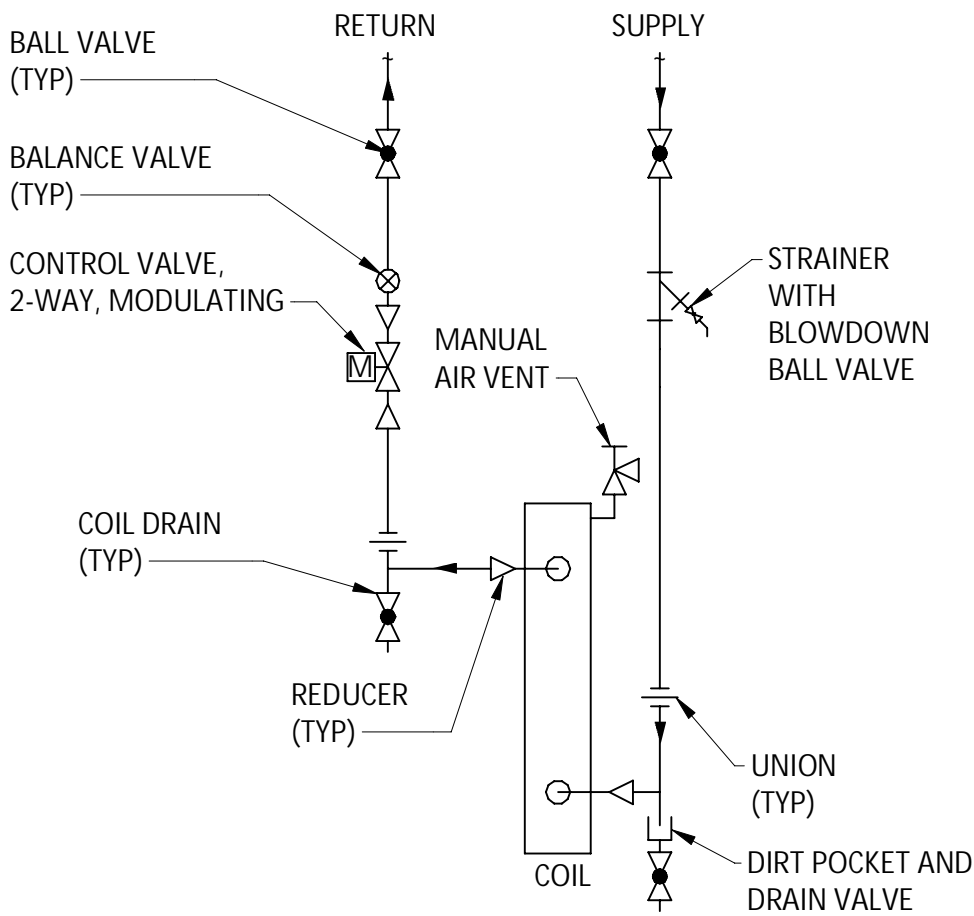 RETURN
SUPPLY
BALL VALVE
(TYP)
BALANCE VALVE
(TYP)
CONTROL VALVE,
2-WAY, MODULATING
M
STRAINER
WITH
BLOWDOWN
BALL VALVE
MANUAL
AIR VENT
COIL DRAIN
(TYP)
REDUCER
(TYP)
UNION
(TYP)
COIL
DIRT POCKET AND
DRAIN VALVE